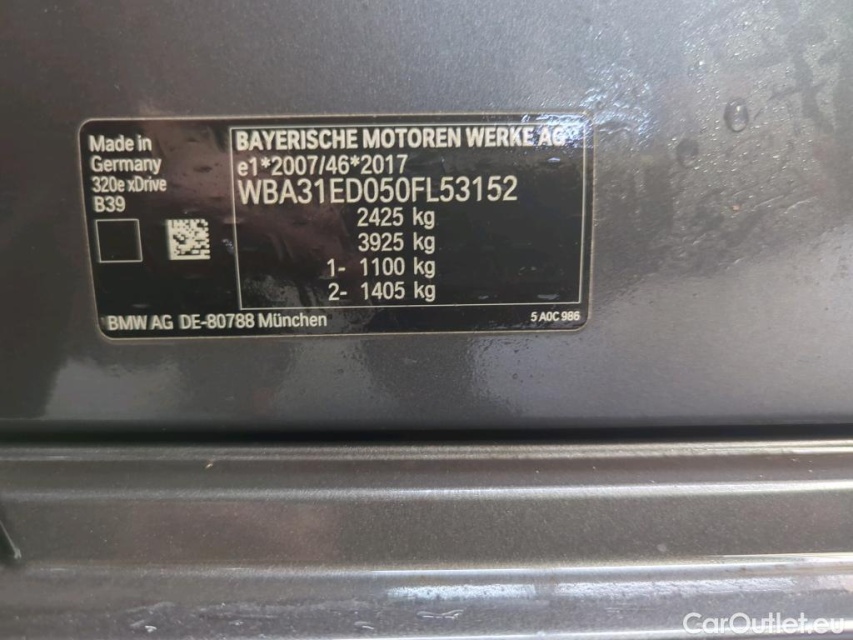 Made in
Germany
320e xDrive
B39
BAYERISCHE MOTOREN WERKE AG
e1*2007/46*2017
WBA31ED050FL53152
2425 kg
3925 kg
1- 1100 kg
2- 1405 kg
BMW AG DE-80788 München
5 A0C 986
CarOutlet.eu